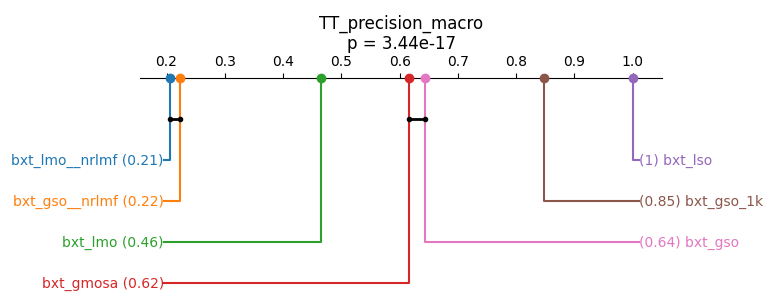 TT_precision_macro
p = 3.44e-17
0.2 0.3 0.4 0.5 0.6 0.7 0.8 0.9 1.0
bxt_lmo__nrlmf (0.21)
(1) bxt_lso
bxt_gso__nrlmf (0.22)
(0.85) bxt_gso_1k
bxt_lmo (0.46)
(0.64) bxt_gso
bxt_gmosa (0.62)